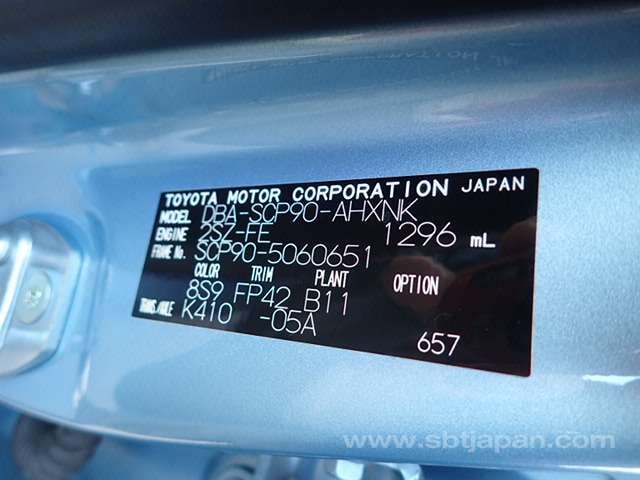 TOYOTA MOTOR CORPORATION JAPAN
MODEL DBA-SCP90-AHXNK
ENGINE 2SZ-FE 1296 mL
FRAME No. SCP90-5060651
COLOR TRIM PLANT OPTION
8S9 FP42 B11
TRANS./AXLE K410 -05A
657
www.sbtjapan.com